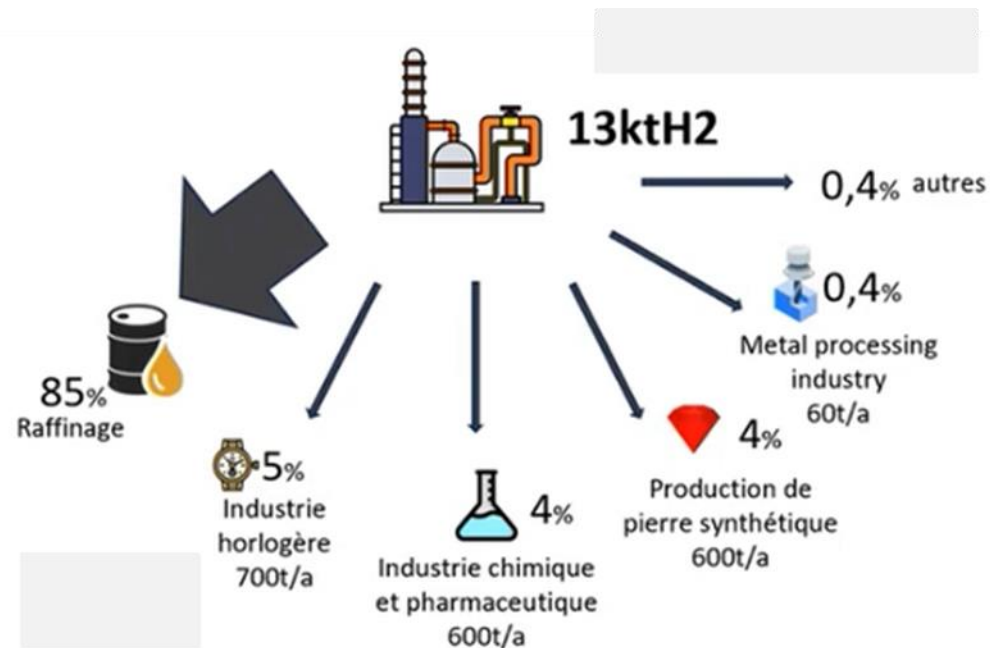 13ktH2
0,4% autres
0,4%
Metal processing
industry
60t/a
85%
Raffinage
4%
Production de
pierre synthétique
600t/a
5%
Industrie
horlogère
700t/a
4%
Industrie chimique
et pharmaceutique
600t/a